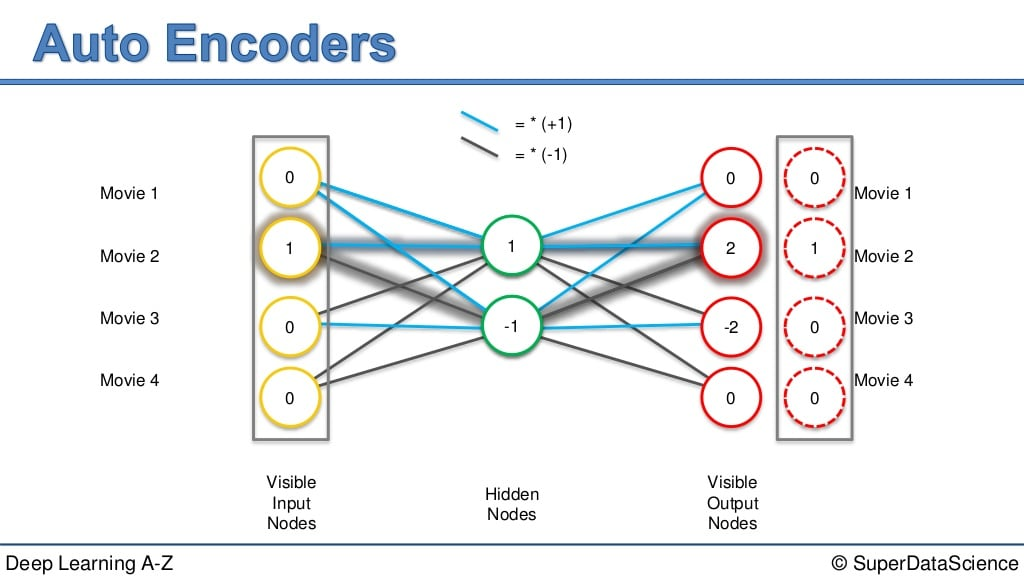 Auto Encoders
= * (+1)
= * (-1)
Movie 1
0
0
0
Movie 1
Movie 2
1
1
2
1
Movie 2
Movie 3
0
-1
-2
0
Movie 3
Movie 4
0
0
0
Movie 4
Visible
Input
Nodes
Hidden
Nodes
Visible
Output
Nodes
Deep Learning A-Z
© SuperDataScience